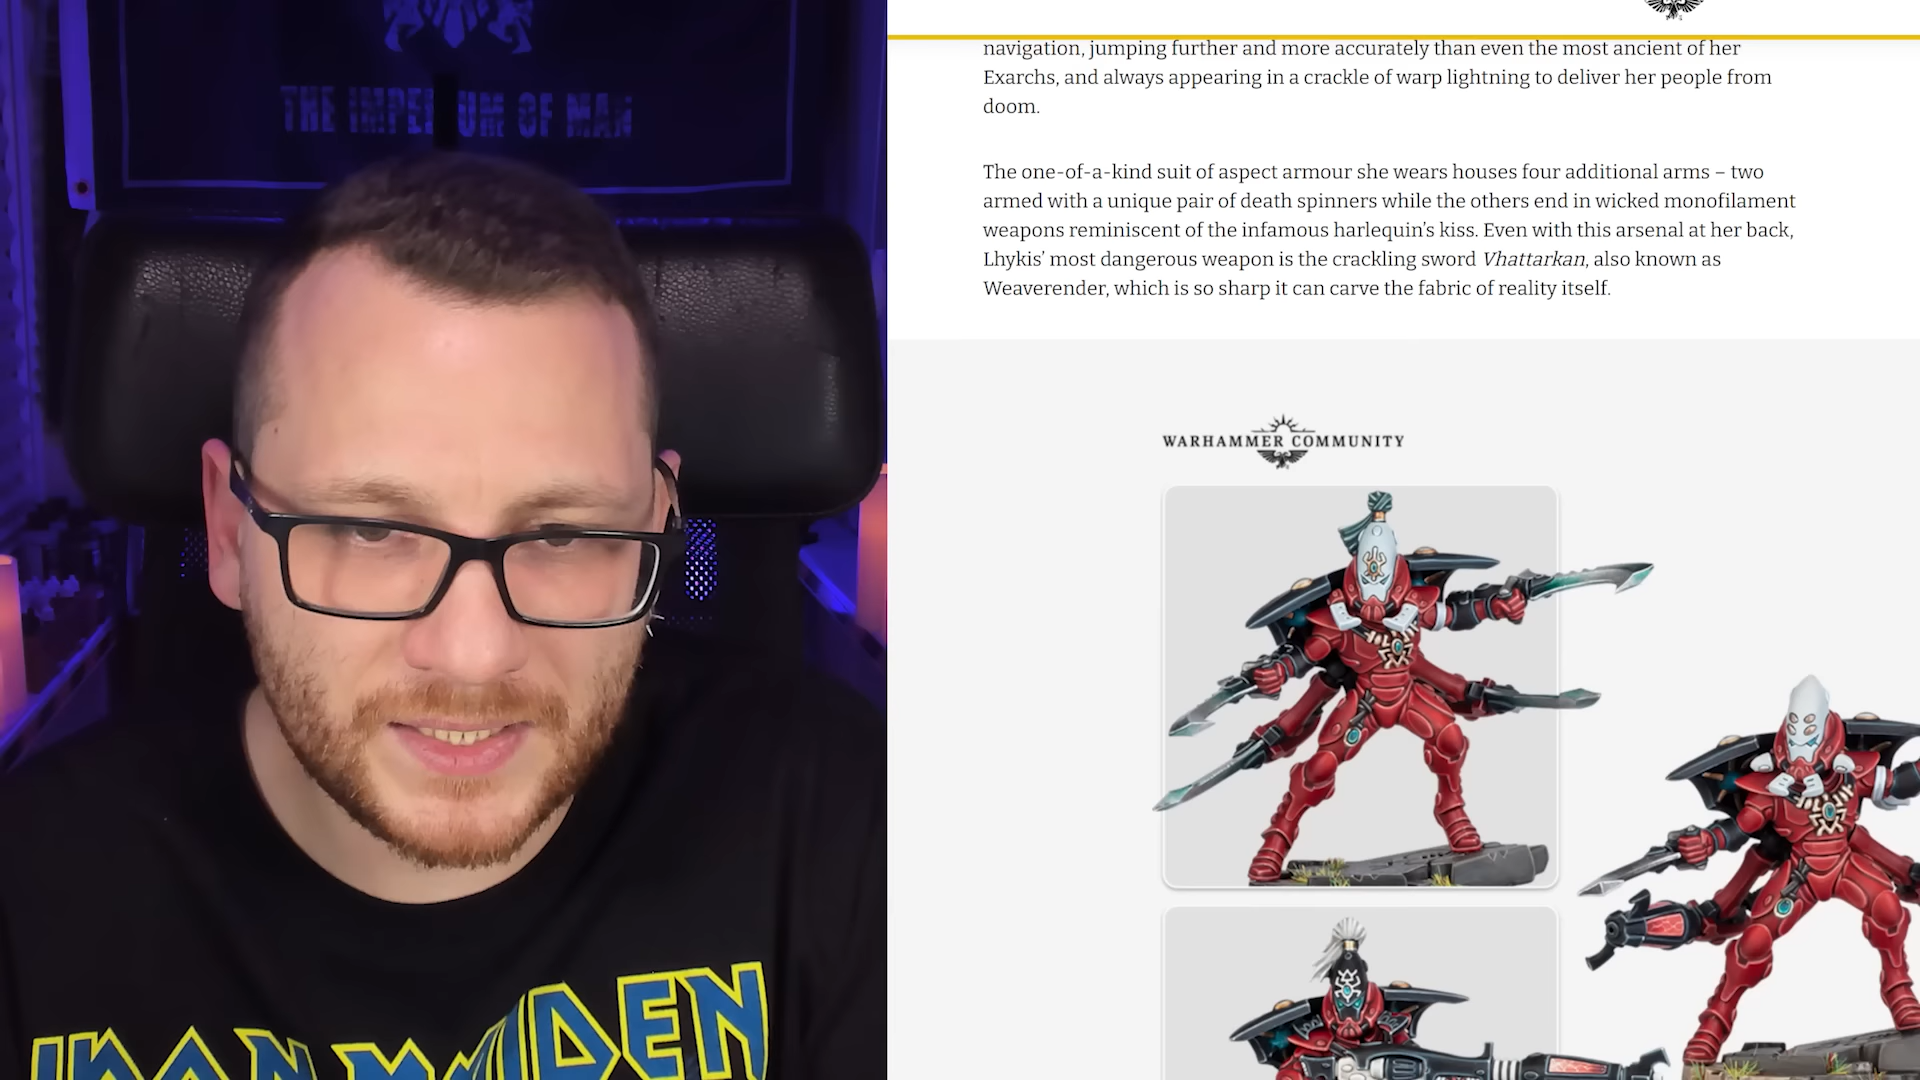 THE IMPERIUM OF MAN
navigation, jumping further and more accurately than even the most ancient of her
Exarchs, and always appearing in a crackle of warp lightning to deliver her people from
doom.
The one-of-a-kind suit of aspect armour she wears houses four additional arms – two
armed with a unique pair of death spinners while the others end in wicked monofilament
weapons reminiscent of the infamous harlequin’s kiss. Even with this arsenal at her back,
Lhykis’ most dangerous weapon is the crackling sword Vhattarkan, also known as
Weaverender, which is so sharp it can carve the fabric of reality itself.
WARHAMMER COMMUNITY
IRON MAIDEN